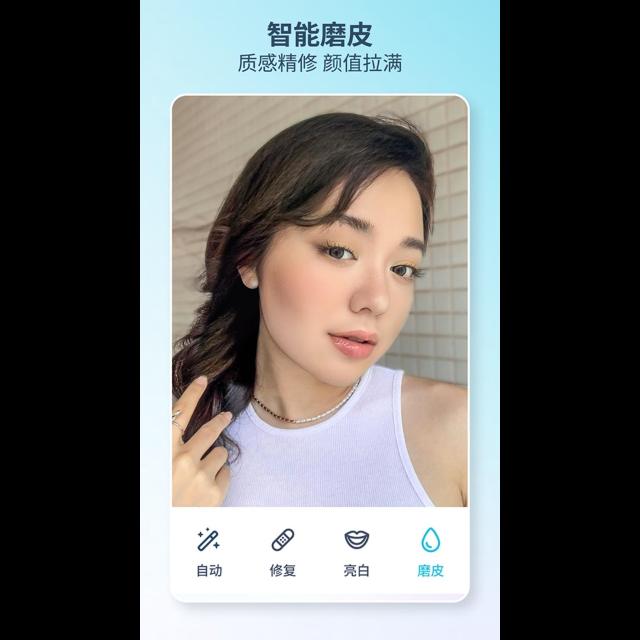 智能磨皮
质感精修 颜值拉满
自动
修复
亮白
磨皮